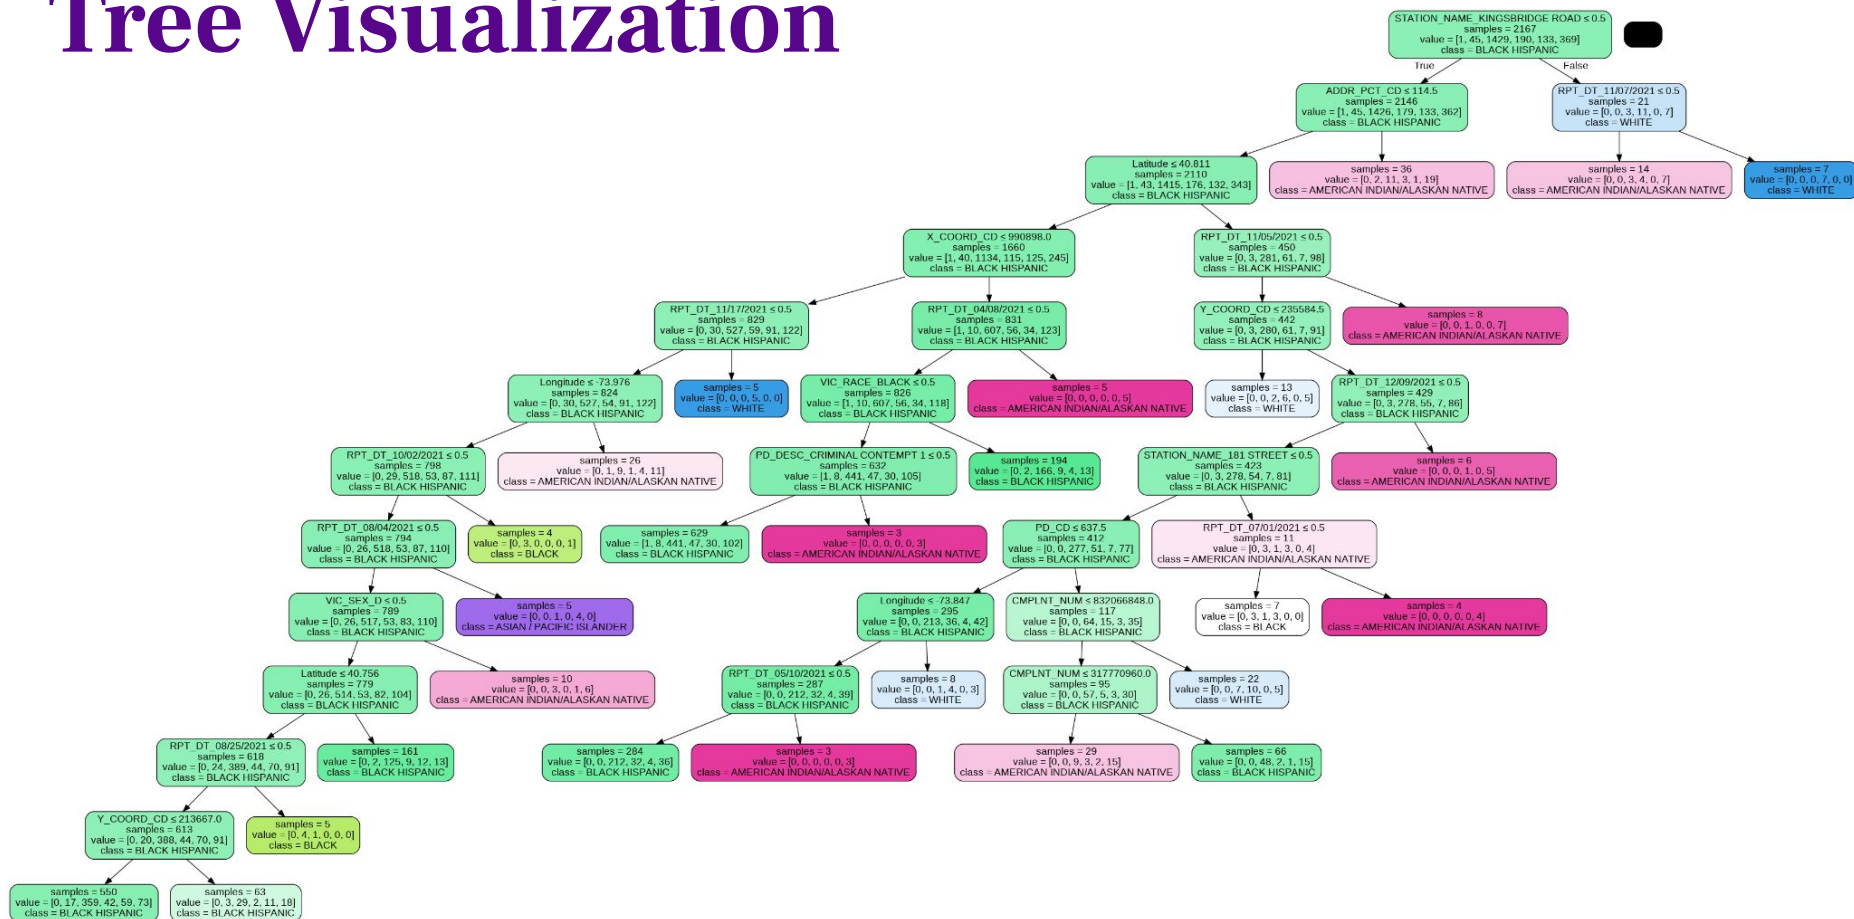 Tree Visualization
STATION_NAME_KINGSBRIDGE ROAD ≤ 0.5
samples = 2167
value = [1, 45, 1429, 190, 133, 369]
class = BLACK HISPANIC
True
False
ADDR_PCT_CD ≤ 114.5
samples = 2146
value = [1, 45, 1426, 179, 133, 362]
class = BLACK HISPANIC
RPT_DT_11/07/2021 ≤ 0.5
samples = 21
value = [0, 0, 3, 11, 0, 7]
class = WHITE
Latitude ≤ 40.811
samples = 2110
value = [1, 43, 1415, 176, 132, 343]
class = BLACK HISPANIC
samples = 36
value = [0, 2, 11, 3, 1, 19]
class = AMERICAN INDIAN/ALASKAN NATIVE
samples = 14
value = [0, 0, 3, 4, 0, 7]
class = AMERICAN INDIAN/ALASKAN NATIVE
samples = 7
value = [0, 0, 0, 7, 0, 0]
class = WHITE
X_COORD_CD ≤ 990898.0
samples = 1660
value = [1, 40, 1134, 115, 125, 245]
class = BLACK HISPANIC
RPT_DT_11/05/2021 ≤ 0.5
samples = 450
value = [0, 3, 281, 61, 7, 98]
class = BLACK HISPANIC
RPT_DT_11/17/2021 ≤ 0.5
samples = 829
value = [0, 30, 527, 59, 91, 122]
class = BLACK HISPANIC
RPT_DT_04/08/2021 ≤ 0.5
samples = 831
value = [1, 10, 607, 56, 34, 123]
class = BLACK HISPANIC
Y_COORD_CD ≤ 235584.5
samples = 442
value = [0, 3, 280, 61, 7, 91]
class = BLACK HISPANIC
samples = 8
value = [0, 0, 1, 0, 0, 7]
class = AMERICAN INDIAN/ALASKAN NATIVE
Longitude ≤ -73.976
samples = 824
value = [0, 30, 527, 54, 91, 122]
class = BLACK HISPANIC
samples = 5
value = [0, 0, 0, 5, 0, 0]
class = WHITE
VIC_RACE_BLACK ≤ 0.5
samples = 826
value = [1, 10, 607, 56, 34, 118]
class = BLACK HISPANIC
samples = 5
value = [0, 0, 0, 0, 0, 5]
class = AMERICAN INDIAN/ALASKAN NATIVE
samples = 13
value = [0, 0, 2, 6, 0, 5]
class = WHITE
RPT_DT_12/09/2021 ≤ 0.5
samples = 429
value = [0, 3, 278, 55, 7, 86]
class = BLACK HISPANIC
RPT_DT_10/02/2021 ≤ 0.5
samples = 798
value = [0, 29, 518, 53, 87, 111]
class = BLACK HISPANIC
samples = 26
value = [0, 1, 9, 1, 4, 11]
class = AMERICAN INDIAN/ALASKAN NATIVE
PD_DESC_CRIMINAL CONTEMPT 1 ≤ 0.5
samples = 632
value = [1, 8, 441, 47, 30, 105]
class = BLACK HISPANIC
samples = 194
value = [0, 2, 166, 9, 4, 13]
class = BLACK HISPANIC
STATION_NAME_181 STREET ≤ 0.5
samples = 423
value = [0, 3, 278, 54, 7, 81]
class = BLACK HISPANIC
samples = 6
value = [0, 0, 0, 1, 0, 5]
class = AMERICAN INDIAN/ALASKAN NATIVE
RPT_DT_08/04/2021 ≤ 0.5
samples = 794
value = [0, 26, 518, 53, 87, 110]
class = BLACK HISPANIC
samples = 4
value = [0, 3, 0, 0, 0, 1]
class = BLACK
samples = 629
value = [1, 8, 441, 47, 30, 102]
class = BLACK HISPANIC
samples = 3
value = [0, 0, 0, 0, 0, 3]
class = AMERICAN INDIAN/ALASKAN NATIVE
PD_CD ≤ 637.5
samples = 412
value = [0, 0, 277, 51, 7, 77]
class = BLACK HISPANIC
RPT_DT_07/01/2021 ≤ 0.5
samples = 11
value = [0, 3, 1, 3, 0, 4]
class = AMERICAN INDIAN/ALASKAN NATIVE
VIC_SEX_D ≤ 0.5
samples = 789
value = [0, 26, 517, 53, 83, 110]
class = BLACK HISPANIC
samples = 5
value = [0, 0, 1, 0, 4, 0]
class = ASIAN / PACIFIC ISLANDER
Longitude ≤ -73.847
samples = 295
value = [0, 0, 213, 36, 4, 42]
class = BLACK HISPANIC
CMPLNT_NUM ≤ 832066848.0
samples = 117
value = [0, 0, 64, 15, 3, 35]
class = BLACK HISPANIC
samples = 7
value = [0, 3, 1, 3, 0, 0]
class = BLACK
samples = 4
value = [0, 0, 0, 0, 0, 4]
class = AMERICAN INDIAN/ALASKAN NATIVE
Latitude ≤ 40.756
samples = 779
value = [0, 26, 514, 53, 82, 104]
class = BLACK HISPANIC
samples = 10
value = [0, 0, 3, 0, 1, 6]
class = AMERICAN INDIAN/ALASKAN NATIVE
RPT_DT_05/10/2021 ≤ 0.5
samples = 287
value = [0, 0, 212, 32, 4, 39]
class = BLACK HISPANIC
samples = 8
value = [0, 0, 1, 4, 0, 3]
class = WHITE
CMPLNT_NUM ≤ 317770960.0
samples = 95
value = [0, 0, 57, 5, 3, 30]
class = BLACK HISPANIC
samples = 22
value = [0, 0, 7, 10, 0, 5]
class = WHITE
RPT_DT_08/25/2021 ≤ 0.5
samples = 618
value = [0, 24, 389, 44, 70, 91]
class = BLACK HISPANIC
samples = 161
value = [0, 2, 125, 9, 12, 13]
class = BLACK HISPANIC
samples = 284
value = [0, 0, 212, 32, 4, 36]
class = BLACK HISPANIC
samples = 3
value = [0, 0, 0, 0, 0, 3]
class = AMERICAN INDIAN/ALASKAN NATIVE
samples = 29
value = [0, 0, 9, 3, 2, 15]
class = AMERICAN INDIAN/ALASKAN NATIVE
samples = 66
value = [0, 0, 48, 2, 1, 15]
class = BLACK HISPANIC
Y_COORD_CD ≤ 213667.0
samples = 613
value = [0, 20, 388, 44, 70, 91]
class = BLACK HISPANIC
samples = 5
value = [0, 4, 1, 0, 0, 0]
class = BLACK
samples = 550
value = [0, 17, 359, 42, 59, 73]
class = BLACK HISPANIC
samples = 63
value = [0, 3, 29, 2, 11, 18]
class = BLACK HISPANIC